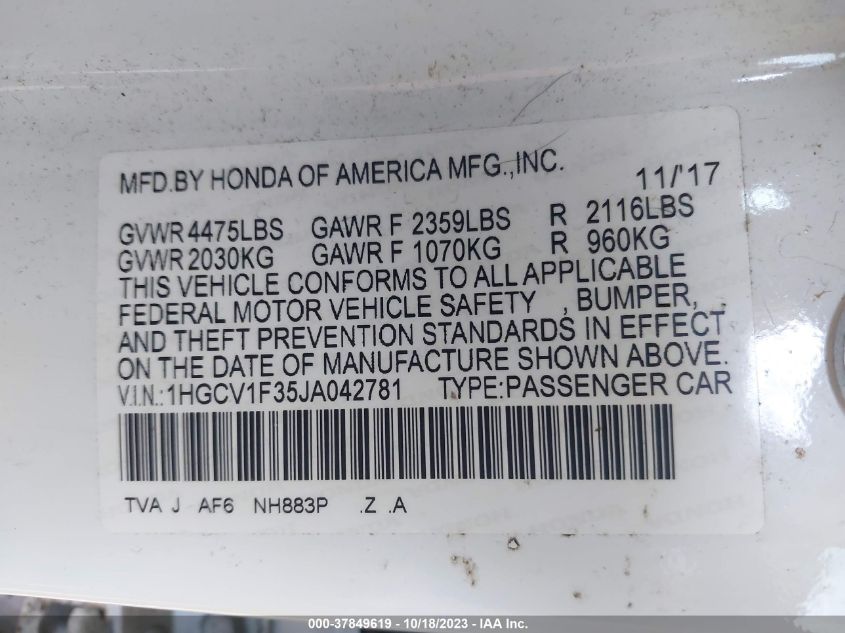 MFD.BY HONDA OF AMERICA MFG.,INC. 11/'17
GVWR 4475LBS GAWR F 2359LBS R 2116LBS
GVWR 2030KG GAWR F 1070KG R 960KG
THIS VEHICLE CONFORMS TO ALL APPLICABLE
FEDERAL MOTOR VEHICLE SAFETY , BUMPER,
AND THEFT PREVENTION STANDARDS IN EFFECT
ON THE DATE OF MANUFACTURE SHOWN ABOVE.
V.I.N.:1HGCV1F35JA042781 TYPE:PASSENGER CAR
TVA J AF6 NH883P .Z .A
000-37849619 - 10/18/2023 - IAA Inc.